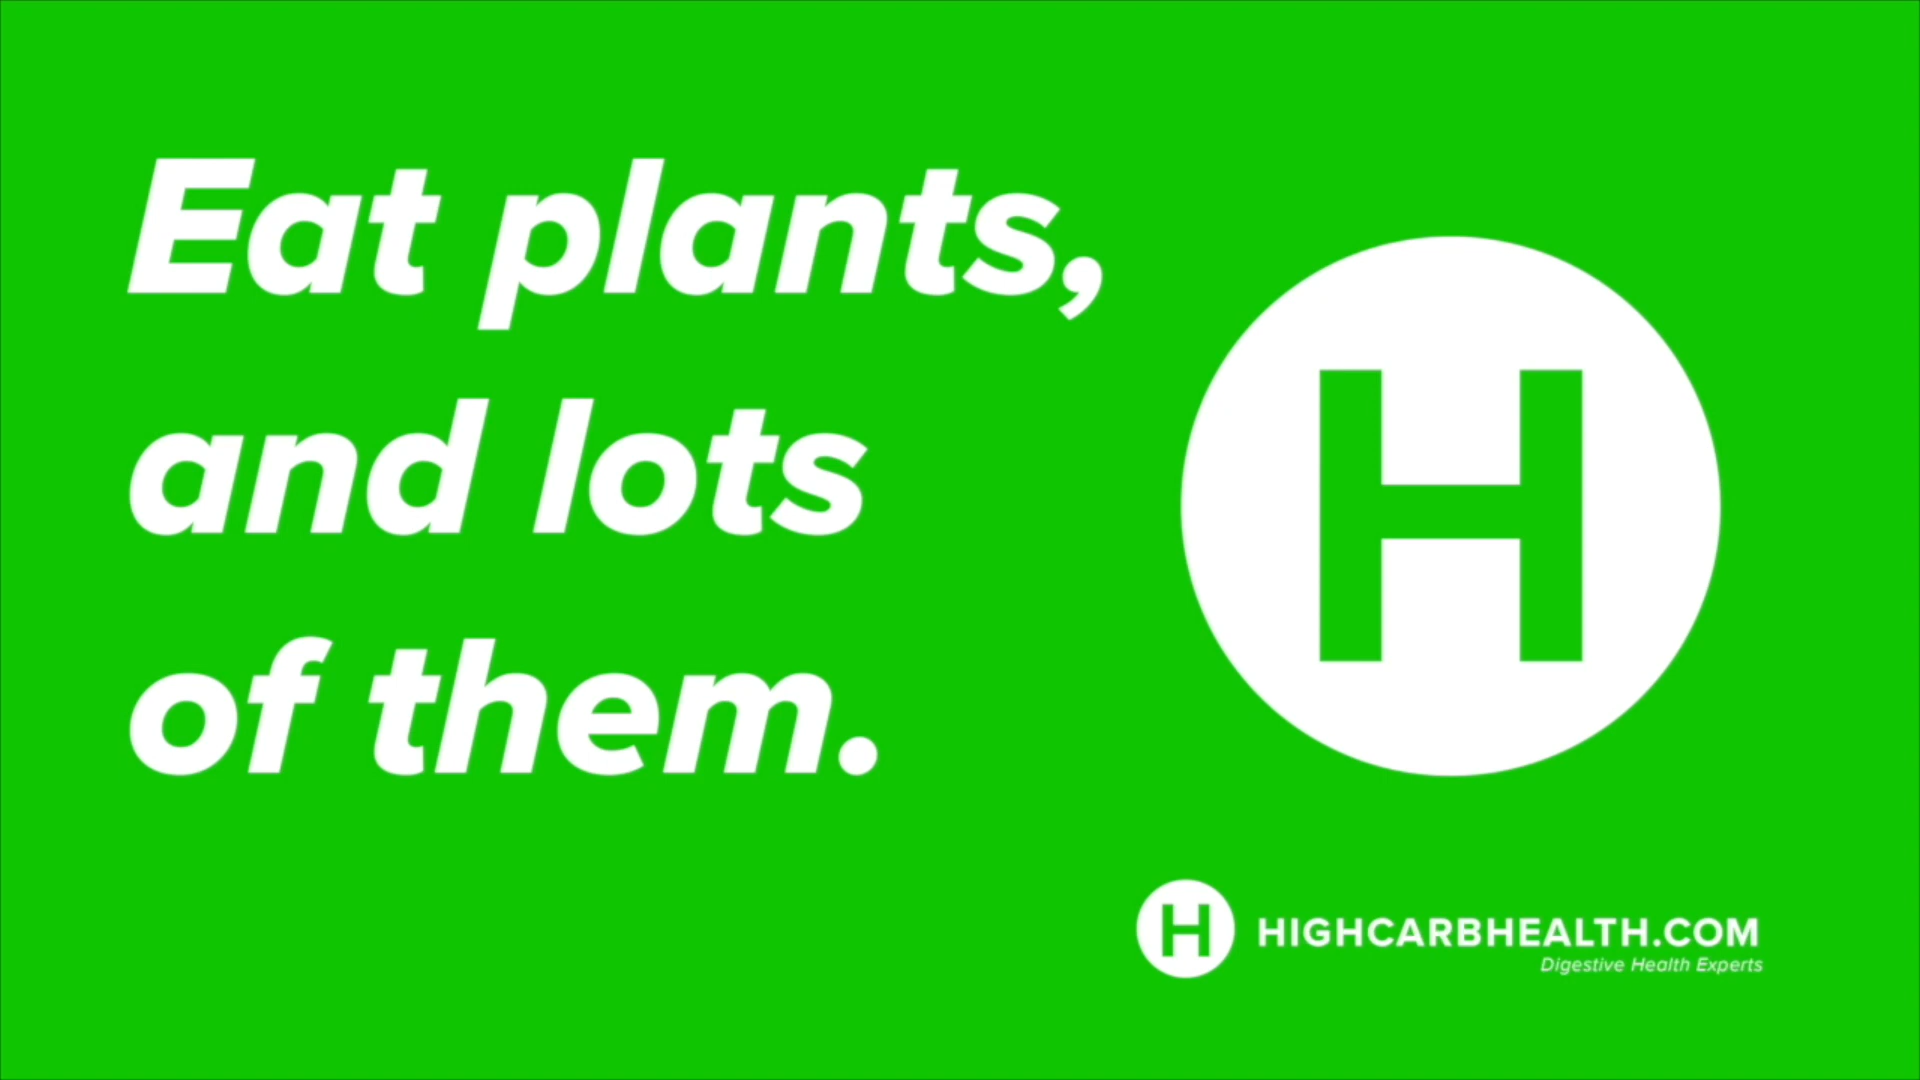 Eat plants,
and lots
of them.
H
H HIGHCARBHEALTH.COM
Digestive Health Experts